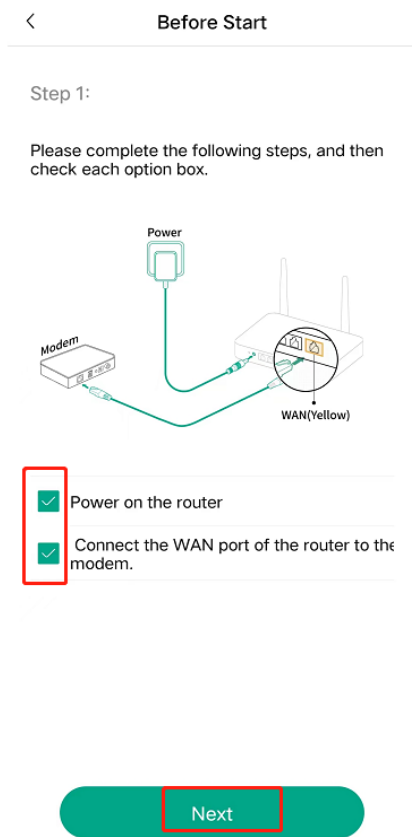 Before Start
Step 1:
Please complete the following steps, and then
check each option box.
Power
Modem
WAN(Yellow)
Power on the router
Connect the WAN port of the router to the
modem.
Next